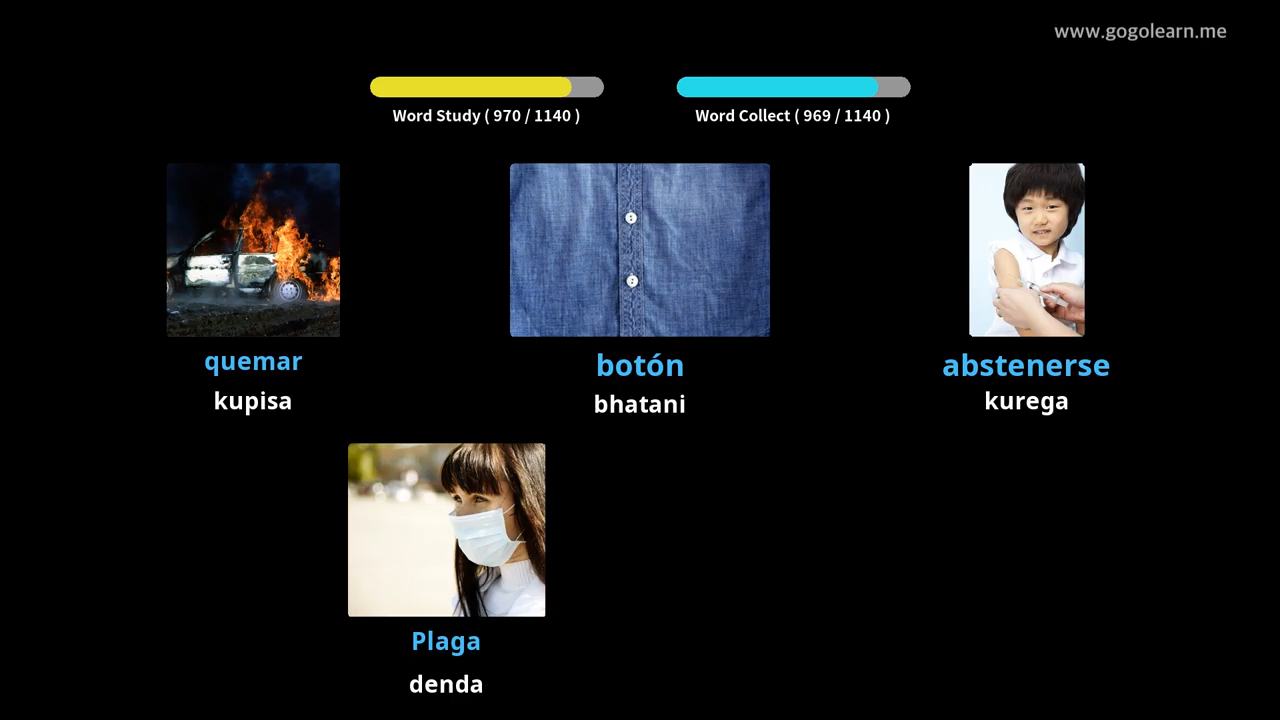 www.gogolearn.me
Word Study ( 970 / 1140 )
Word Collect ( 969 / 1140 )
quemar
kupisa
botón
bhatani
abstenerse
kurega
Plaga
denda